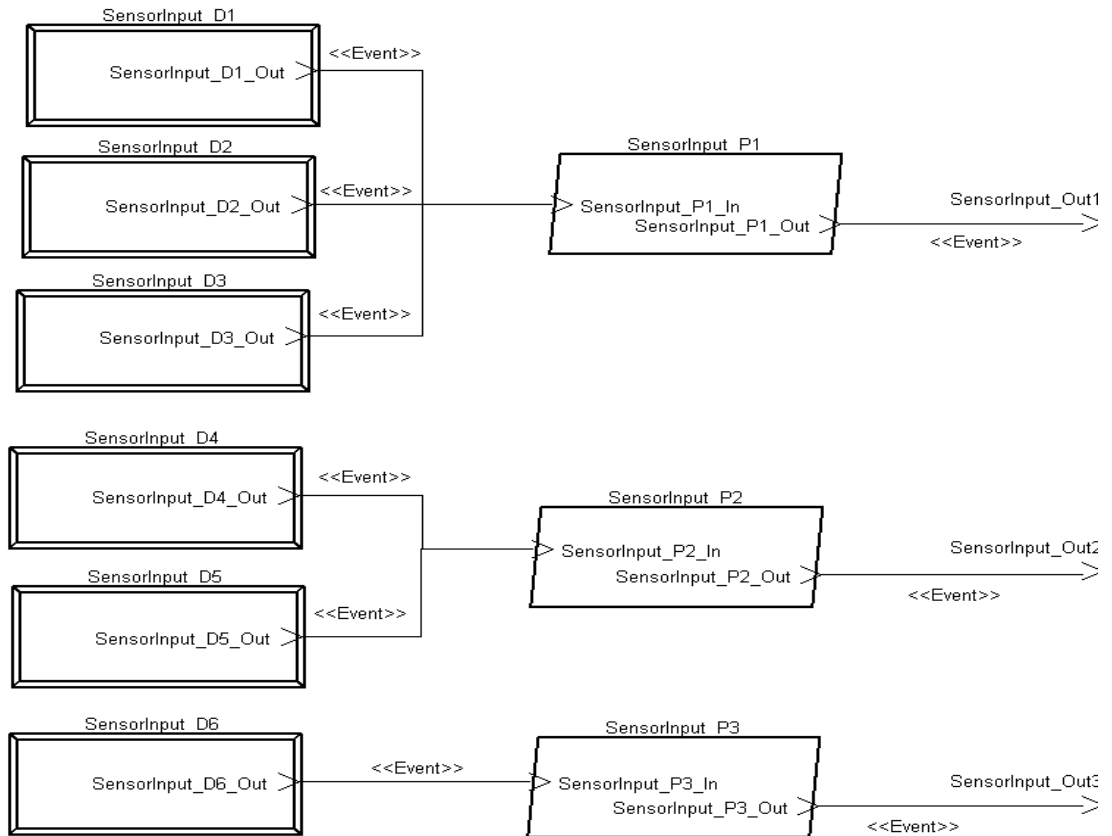 SensorInput_D1
<<Event>>
SensorInput_D1_Out
SensorInput_D2
<<Event>>
SensorInput_D2_Out
SensorInput_P1
SensorInput_P1_In
SensorInput_P1_Out
SensorInput_Out1
<<Event>>
SensorInput_D3
<<Event>>
SensorInput_D3_Out
SensorInput_D4
<<Event>>
SensorInput_D4_Out
SensorInput_P2
SensorInput_P2_In
SensorInput_P2_Out
SensorInput_Out2
<<Event>>
SensorInput_D5
<<Event>>
SensorInput_D5_Out
SensorInput_D6
<<Event>>
SensorInput_D6_Out
SensorInput_P3
SensorInput_P3_In
SensorInput_P3_Out
SensorInput_Out3
<<Event>>